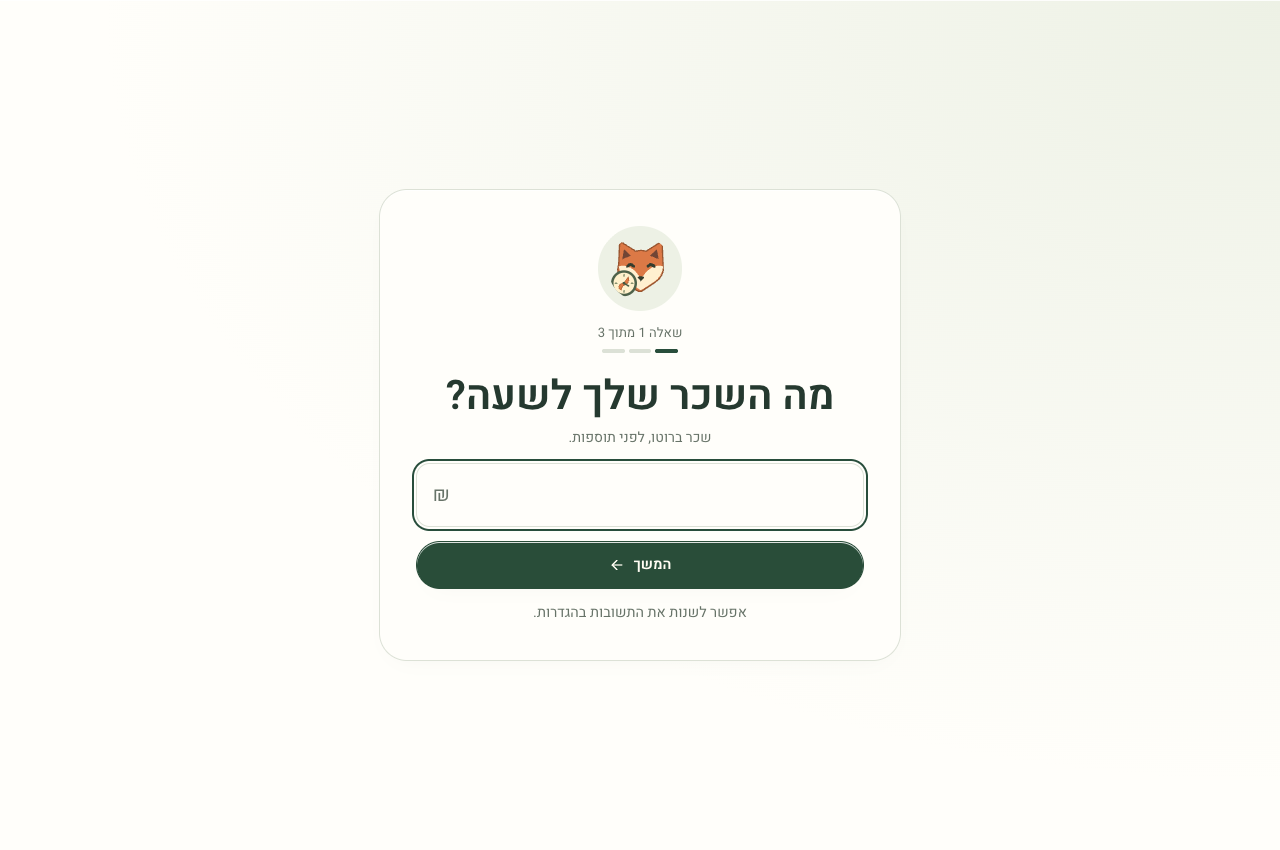 שאלה 1 מתוך 3
מה השכר שלך לשעה?
שכר ברוטו, לפני תוספות.
₪
המשך ←
אפשר לשנות את התשובות בהגדרות.